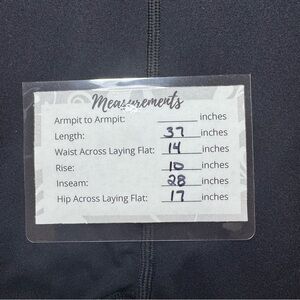 Measurements
Armpit to Armpit: ______ inches
Length: 37 inches
Waist Across Laying Flat: 14 inches
Rise: 10 inches
Inseam: 28 inches
Hip Across Laying Flat: 17 inches